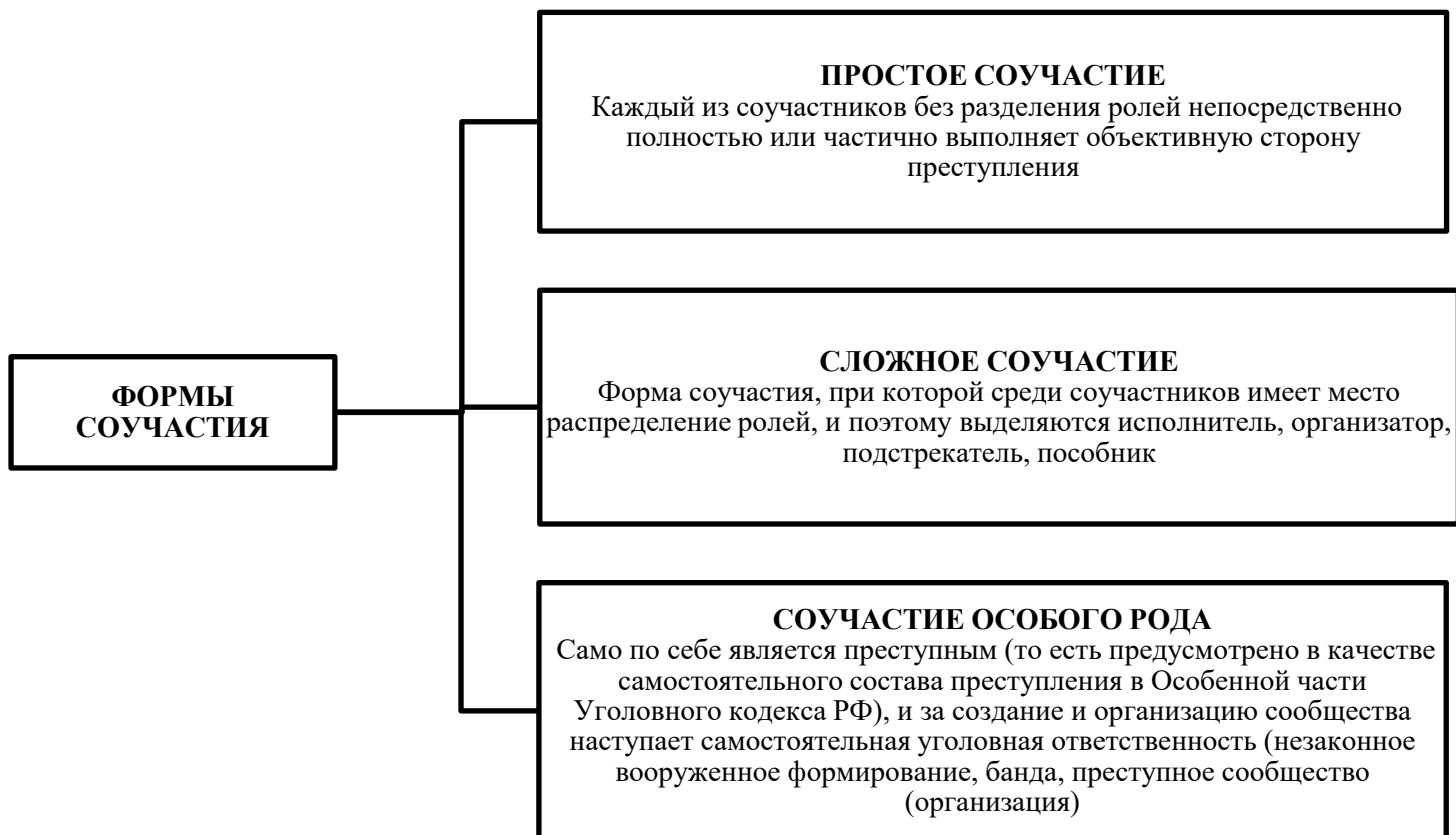 ФОРМЫ
СОУЧАСТИЯ
ПРОСТОЕ СОУЧАСТИЕ
Каждый из соучастников без разделения ролей непосредственно
полностью или частично выполняет объективную сторону
преступления
СЛОЖНОЕ СОУЧАСТИЕ
Форма соучастия, при которой среди соучастников имеет место
распределение ролей, и поэтому выделяются исполнитель, организатор,
подстрекатель, пособник
СОУЧАСТИЕ ОСОБОГО РОДА
Само по себе является преступным (то есть предусмотрено в качестве
самостоятельного состава преступления в Особенной части
Уголовного кодекса РФ), и за создание и организацию сообщества
наступает самостоятельная уголовная ответственность (незаконное
вооруженное формирование, банда, преступное сообщество
(организация)